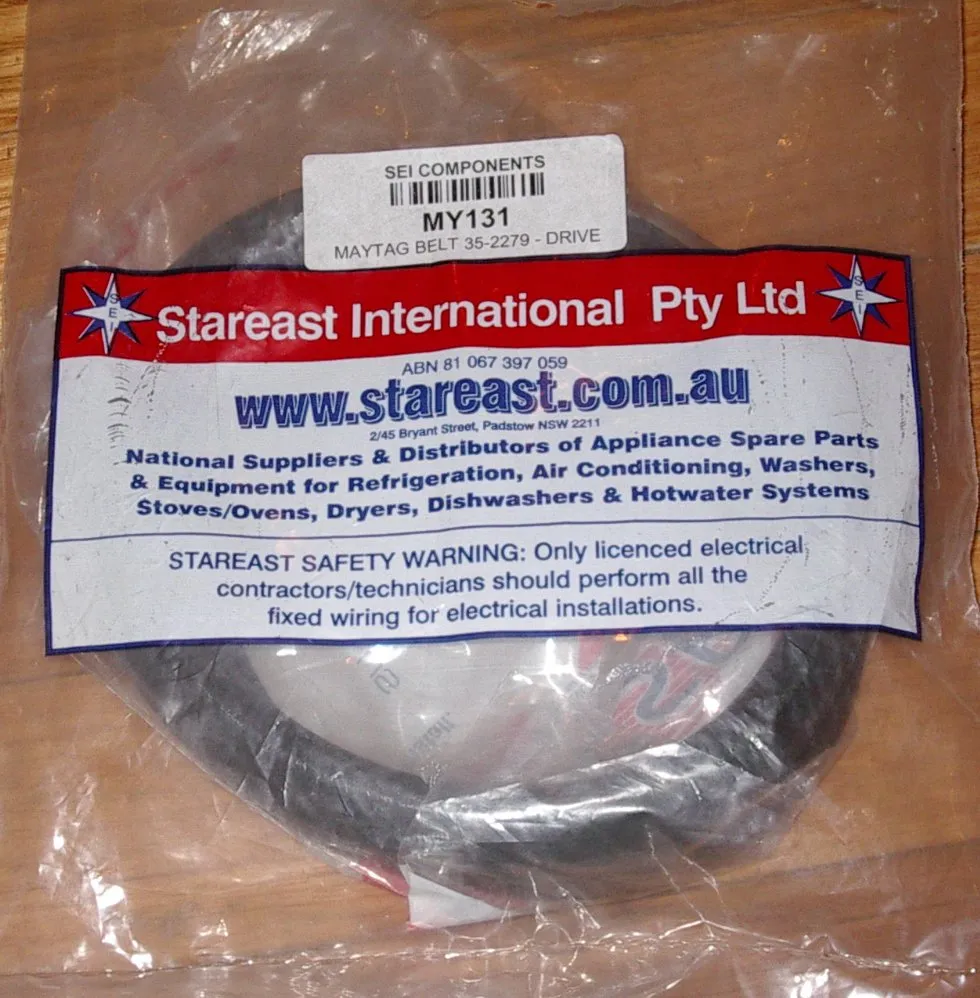 SEI COMPONENTS
MY131
MAYTAG BELT 35-2279 - DRIVE
SEI
Stareast International Pty Ltd
SEI
ABN 81 067 397 059
www.stareast.com.au
2/45 Bryant Street, Padstow NSW 2211
National Suppliers & Distributors of Appliance Spare Parts
& Equipment for Refrigeration, Air Conditioning, Washers,
Stoves/Ovens, Dryers, Dishwashers & Hotwater Systems
STAREAST SAFETY WARNING: Only licenced electrical
contractors/technicians should perform all the
fixed wiring for electrical installations.